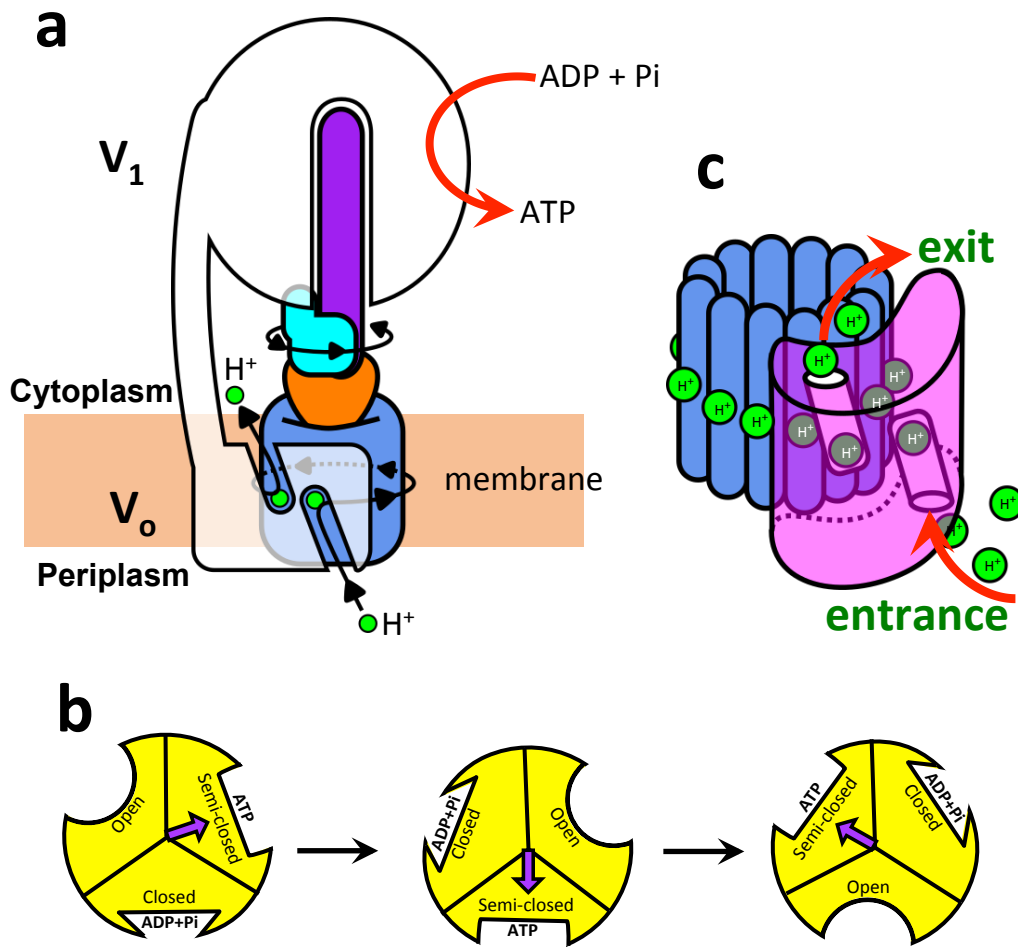 a
ADP + Pi
V1
ATP
c
exit
H+
H+
H+
H+
H+
H+
H+
H+
H+
H+
H+
H+
H+
H+
entrance
H+
Cytoplasm
membrane
Vo
Periplasm
H+
b
Open
Semi-closed
ATP
Closed
ADP+Pi
ADP+Pi
Closed
Open
Semi-closed
ATP
ATP
Semi-closed
ADP+Pi
Closed
Open